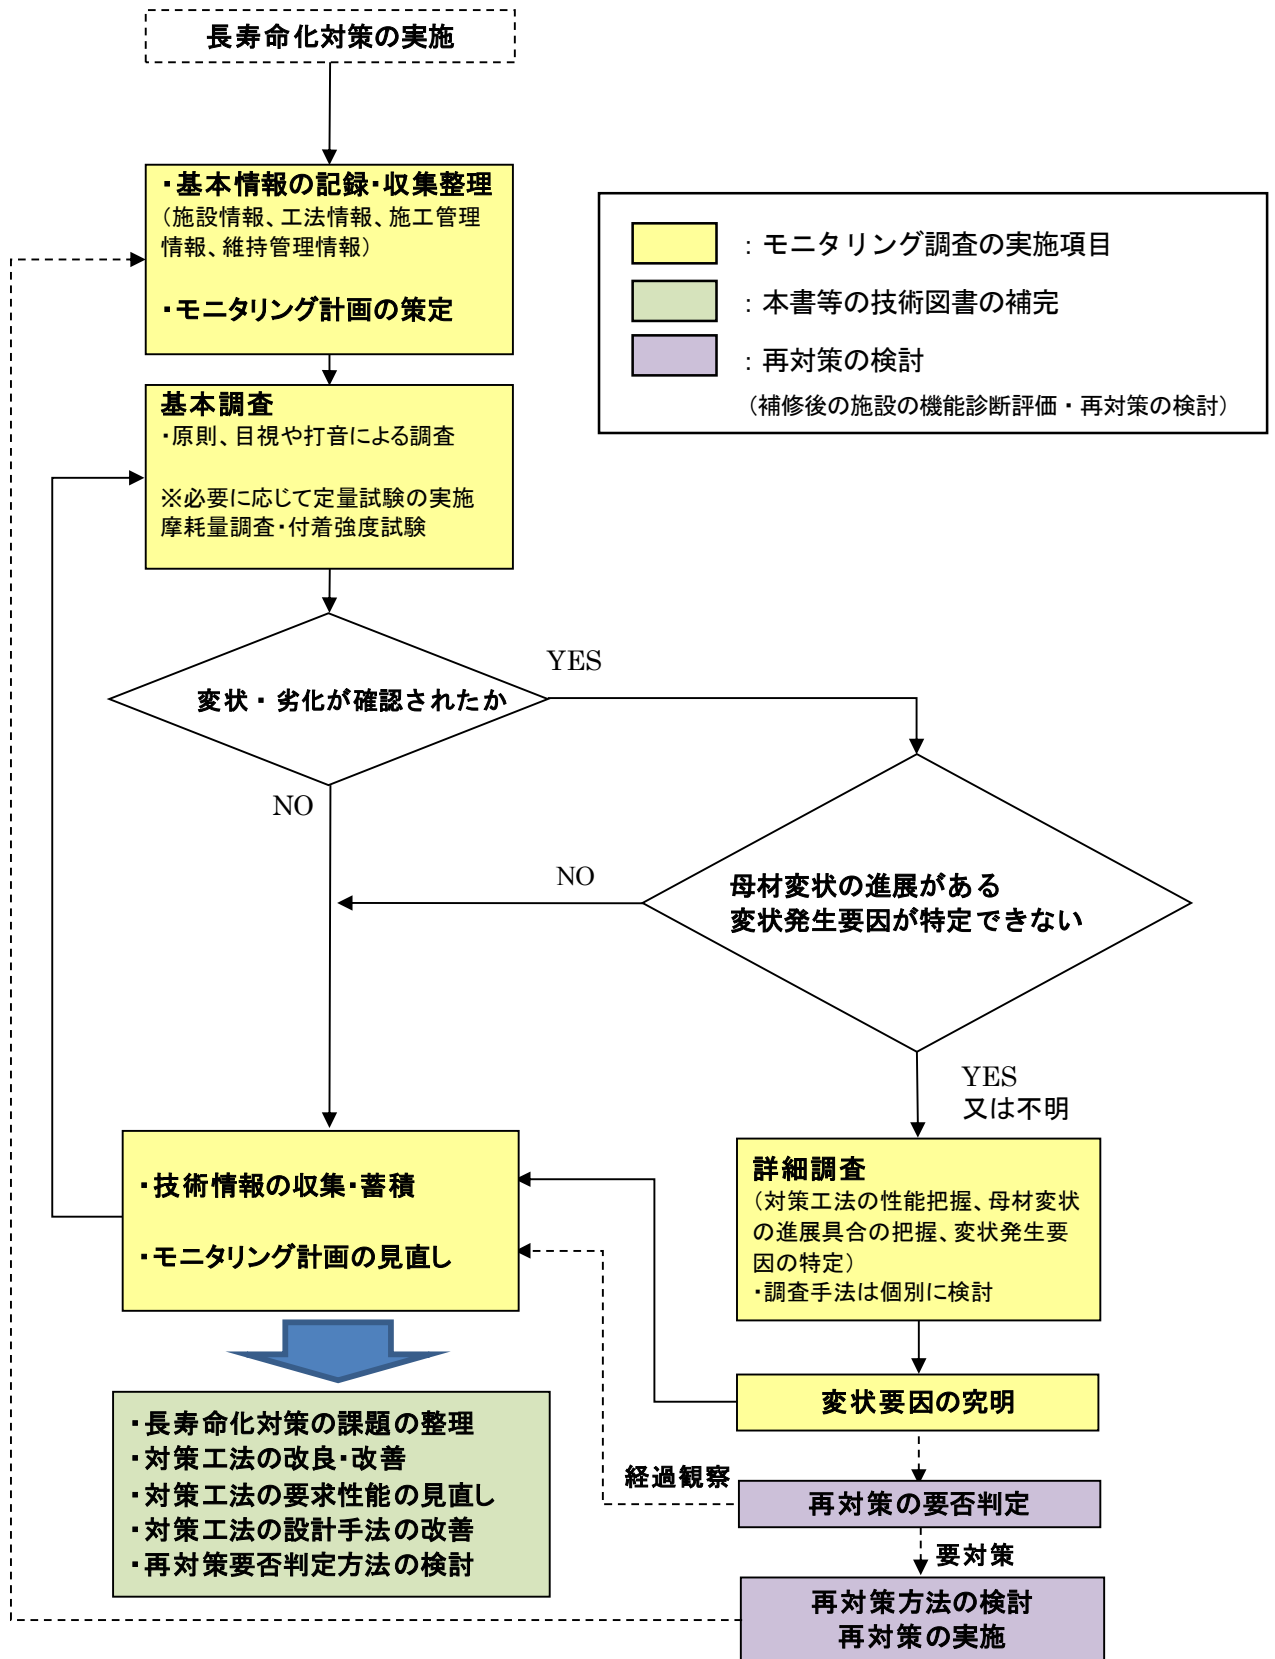 長寿命化対策の実施
・基本情報の記録・収集整理
（施設情報、工法情報、施工管理
情報、維持管理情報）
・モニタリング計画の策定
：モニタリング調査の実施項目
：本書等の技術図書の補完
：再対策の検討
（補修後の施設の機能診断評価・再対策の検討）
基本調査
・原則、目視や打音による調査
※必要に応じて定量試験の実施
摩耗量調査・付着強度試験
変状・劣化が確認されたか
YES
NO
母材変状の進展がある
変状発生要因が特定できない
NO
YES
又は不明
・技術情報の収集・蓄積
・モニタリング計画の見直し
詳細調査
（対策工法の性能把握、母材変状
の進展具合の把握、変状発生要
因の特定）
・調査手法は個別に検討
変状要因の究明
・長寿命化対策の課題の整理
・対策工法の改良・改善
・対策工法の要求性能の見直し
・対策工法の設計手法の改善
・再対策要否判定方法の検討
経過観察
再対策の要否判定
要対策
再対策方法の検討
再対策の実施